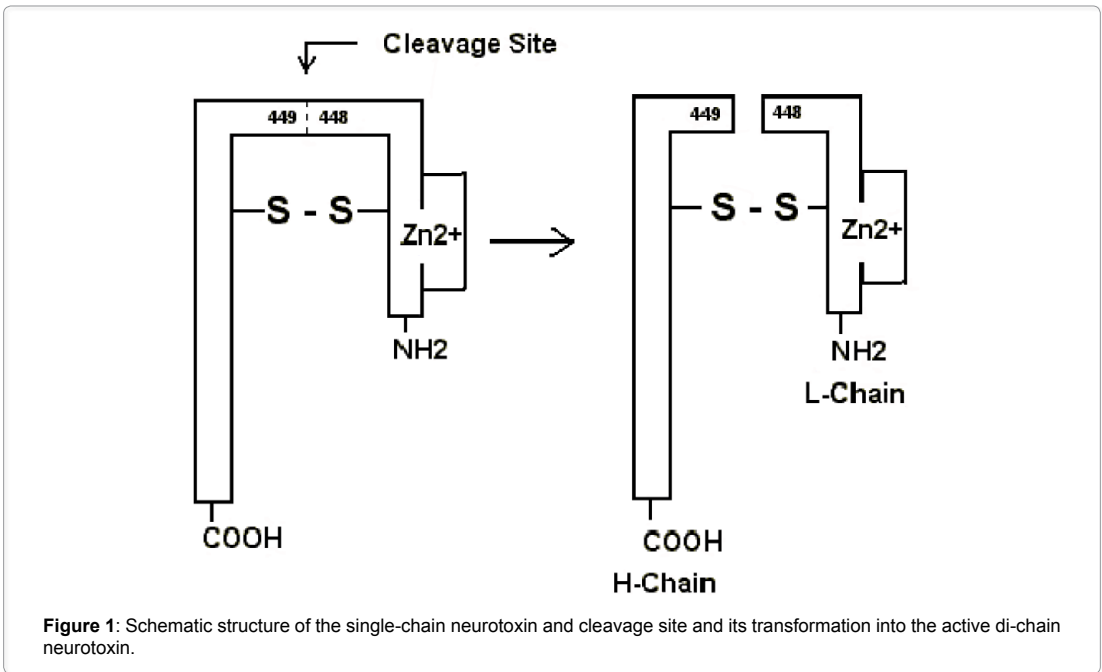 Cleavage Site
449 448
S - S
Zn2+
NH2
COOH
449 448
S - S
Zn2+
NH2
L-Chain
COOH
H-Chain
Figure 1: Schematic structure of the single-chain neurotoxin and cleavage site and its transformation into the active di-chain
neurotoxin.